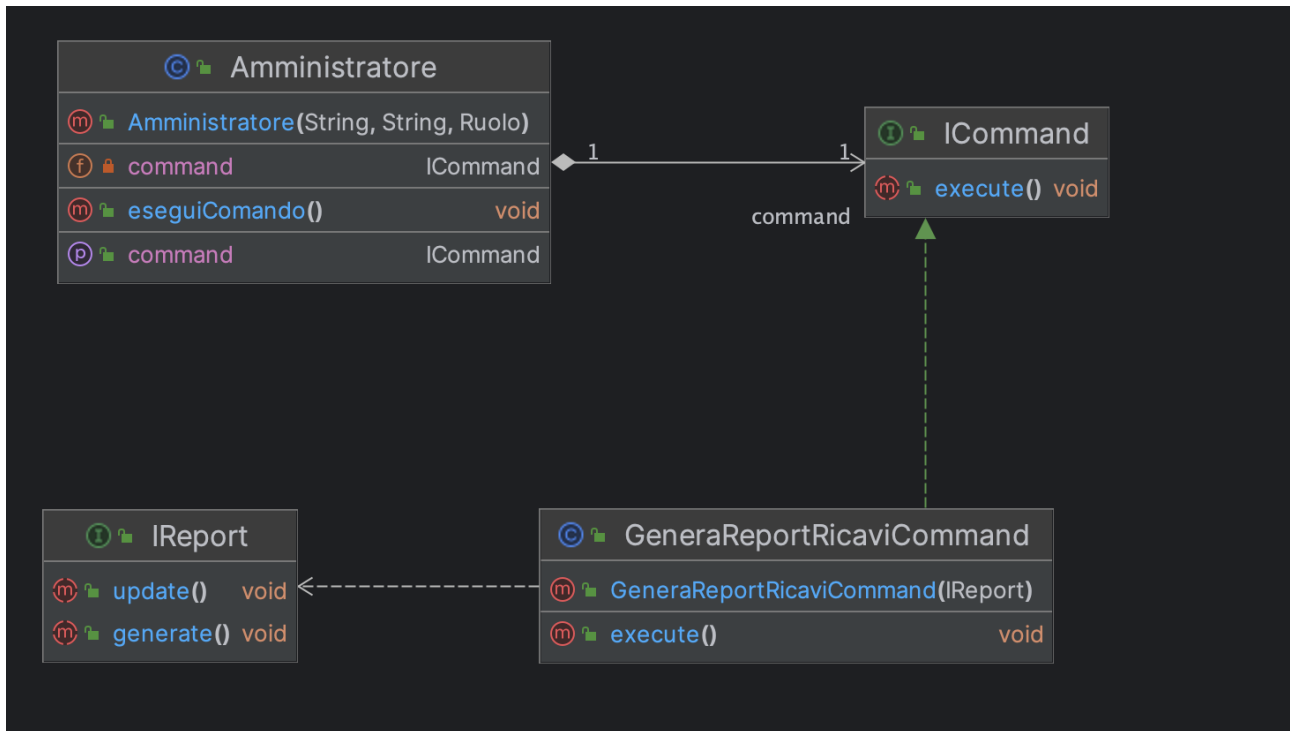 Amministratore
Amministratore(String, String, Ruolo)
command ICommand
eseguiComando() void
command ICommand
1 1
command
ICommand
execute() void
IReport
update() void
generate() void
GeneraReportRicaviCommand
GeneraReportRicaviCommand(IReport)
execute() void